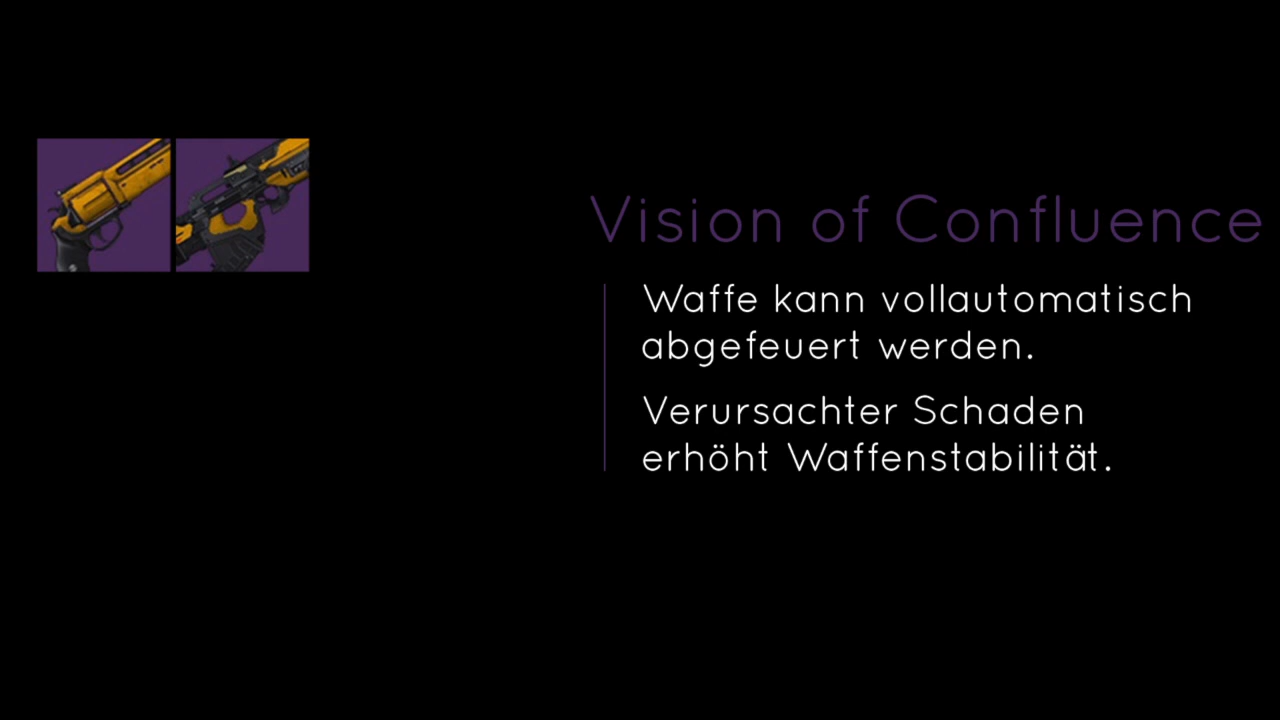 Vision of Confluence
Waffe kann vollautomatisch
abgefeuert werden.
Verursachter Schaden
erhöht Waffenstabilität.